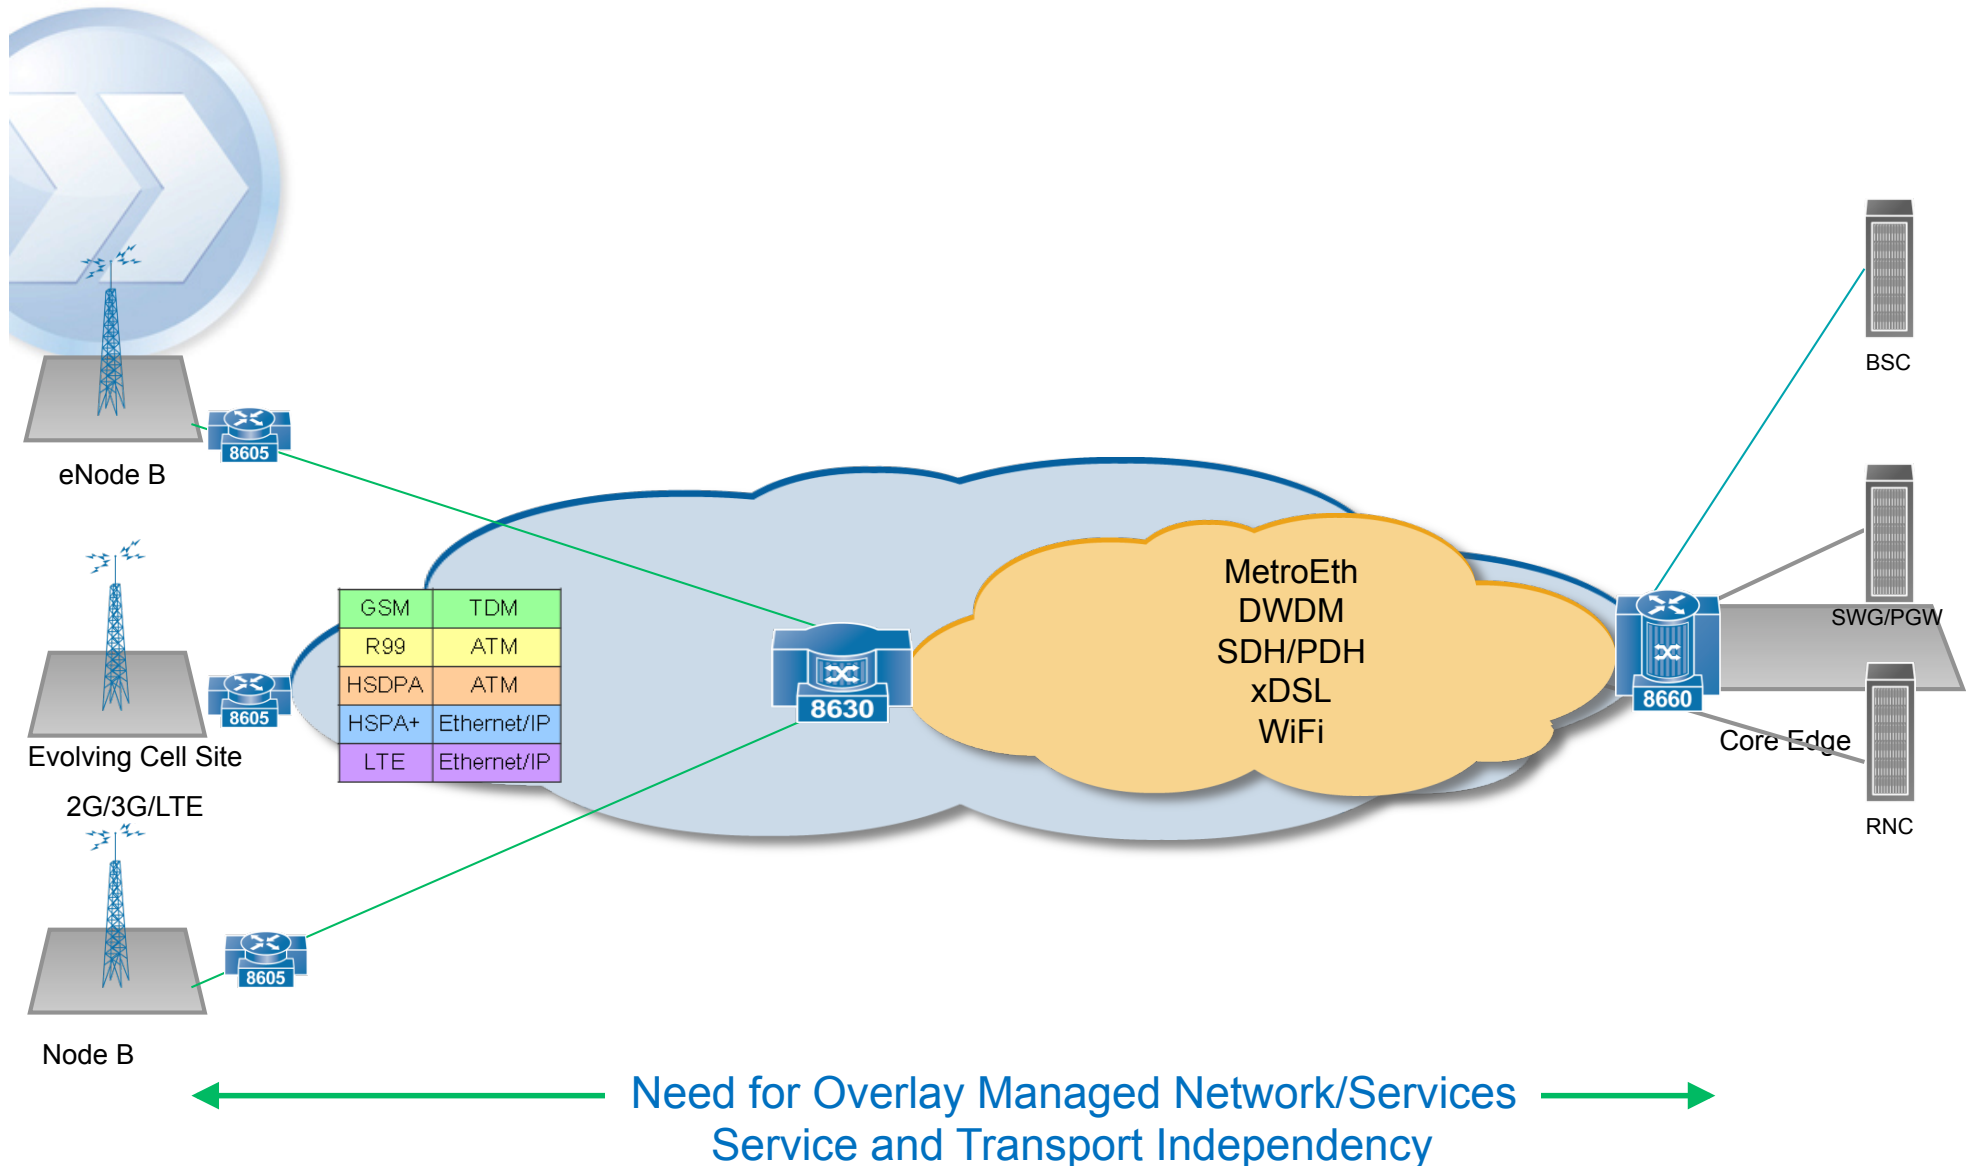 BSC
eNode B
8605
GSM TDM
R99 ATM
HSDPA ATM
HSPA+ Ethernet/IP
LTE Ethernet/IP
8605
Evolving Cell Site
2G/3G/LTE
8630
MetroEth
DWDM
SDH/PDH
xDSL
WiFi
8660
SWG/PGW
Core Edge
RNC
8605
Node B
Need for Overlay Managed Network/Services
Service and Transport Independency